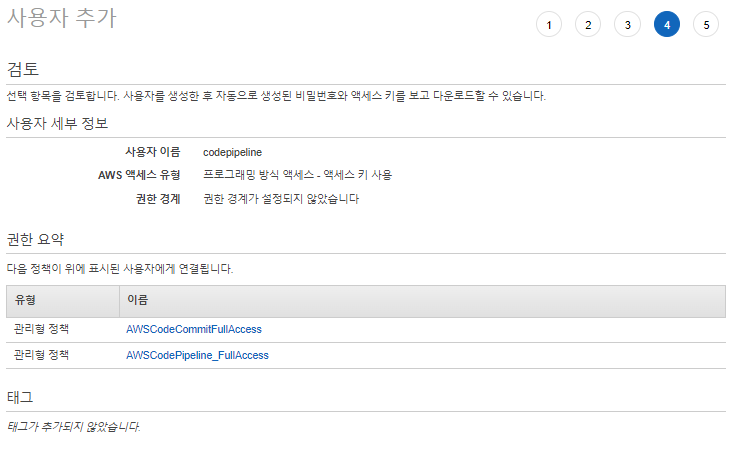 사용자 추가
1 2 3 4 5
검토
선택 항목을 검토합니다. 사용자를 생성한 후 자동으로 생성된 비밀번호와 액세스 키를 보고 다운로드할 수 있습니다.
사용자 세부 정보
사용자 이름 codepipeline
AWS 액세스 유형 프로그래밍 방식 액세스 - 액세스 키 사용
권한 경계 권한 경계가 설정되지 않았습니다
권한 요약
다음 정책이 위에 표시된 사용자에게 연결됩니다.
유형 이름
관리형 정책 AWSCodeCommitFullAccess
관리형 정책 AWSCodePipeline_FullAccess
태그
태그가 추가되지 않았습니다.